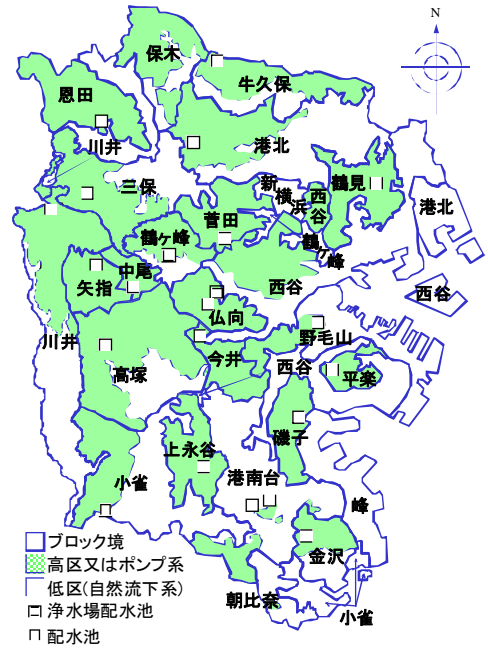 N
保木
牛久保
恩田
川井
港北
三保
新横浜
西谷
鶴見
港北
菅田
鶴ヶ峰
鶴ヶ峰
中尾
矢指
西谷
西谷
仏向
川井
野毛山
今井
西谷
高塚
平楽
磯子
上永谷
小雀
港南台
峰
金沢
朝比奈
小雀
ブロック境
高区又はポンプ系
低区(自然流下系)
浄水場配水池
配水池